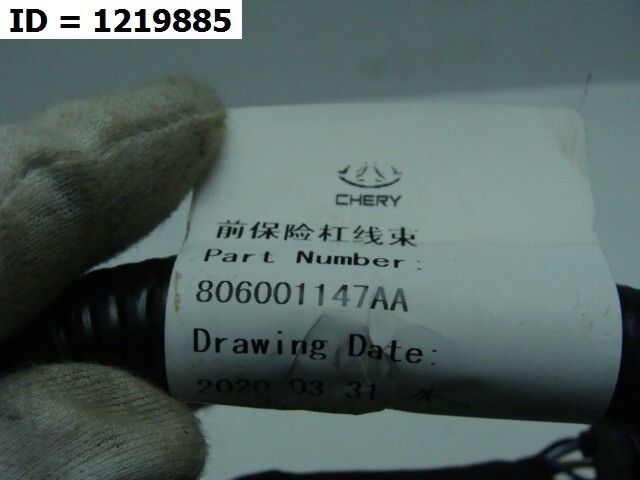 ID = 1219885
CHERY
前保险杠线束
Part Number:
806001147AA
Drawing Date:
2020.03.31